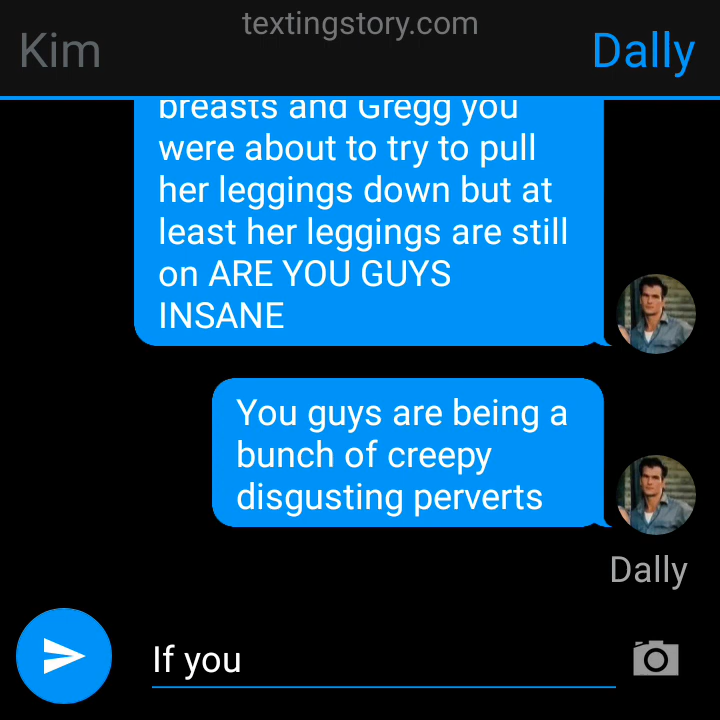 textingstory.com
Kim
Dally
breasts and Gregg you
were about to try to pull
her leggings down but at
least her leggings are still
on ARE YOU GUYS
INSANE
You guys are being a
bunch of creepy
disgusting perverts
Dally
If you